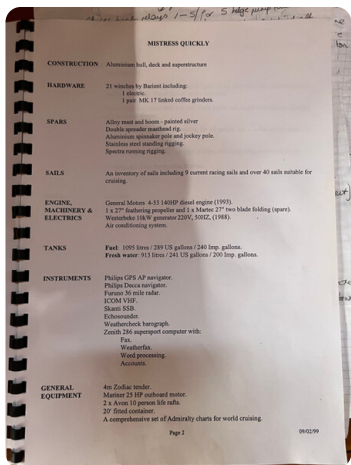 relays 1-5 for 5
MISTRESS QUICKLY
CONSTRUCTION Aluminium hull, deck and superstructure
HARDWARE 21 winches by Barient including:
1 electric.
1 pair MK 17 linked coffee grinders.
SPARS Alloy mast and boom - painted silver
Double spreader masthead rig.
Aluminium spinnaker pole and jockey pole.
Stainless steel standing rigging.
Spectra running rigging.
SAILS An inventory of sails including 9 current racing sails and over 40 sails suitable for
cruising.
ENGINE, General Motors 4-53 140HP diesel engine (1993).
MACHINERY & 1 x 27" feathering propeller and 1 x Martec 27" two blade folding (spare).
ELECTRICS Westerbeke 10kW generator 220V, 50HZ, (1988).
Air conditioning system.
TANKS Fuel: 1095 litres / 289 US gallons / 240 Imp. gallons.
Fresh water: 913 litres / 241 US gallons / 200 Imp. gallons.
INSTRUMENTS Philips GPS AP navigator.
Philips Decca navigator.
Furuno 36 mile radar.
ICOM VHF.
Skanti SSB.
Echosounder.
Weathercheck barograph.
Zenith 286 supersport computer with:
Fax.
Weatherfax.
Word processing.
Accounts.
GENERAL 4m Zodiac tender.
EQUIPMENT Mariner 25 HP outboard motor.
2 x Avon 10 person life rafts.
20' fitted container.
A comprehensive set of Admiralty charts for world cruising.
Page 2 09/02/99